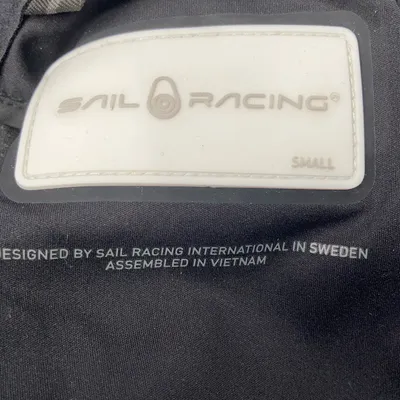 SAIL RACING®
SMALL
DESIGNED BY SAIL RACING INTERNATIONAL IN SWEDEN
ASSEMBLED IN VIETNAM